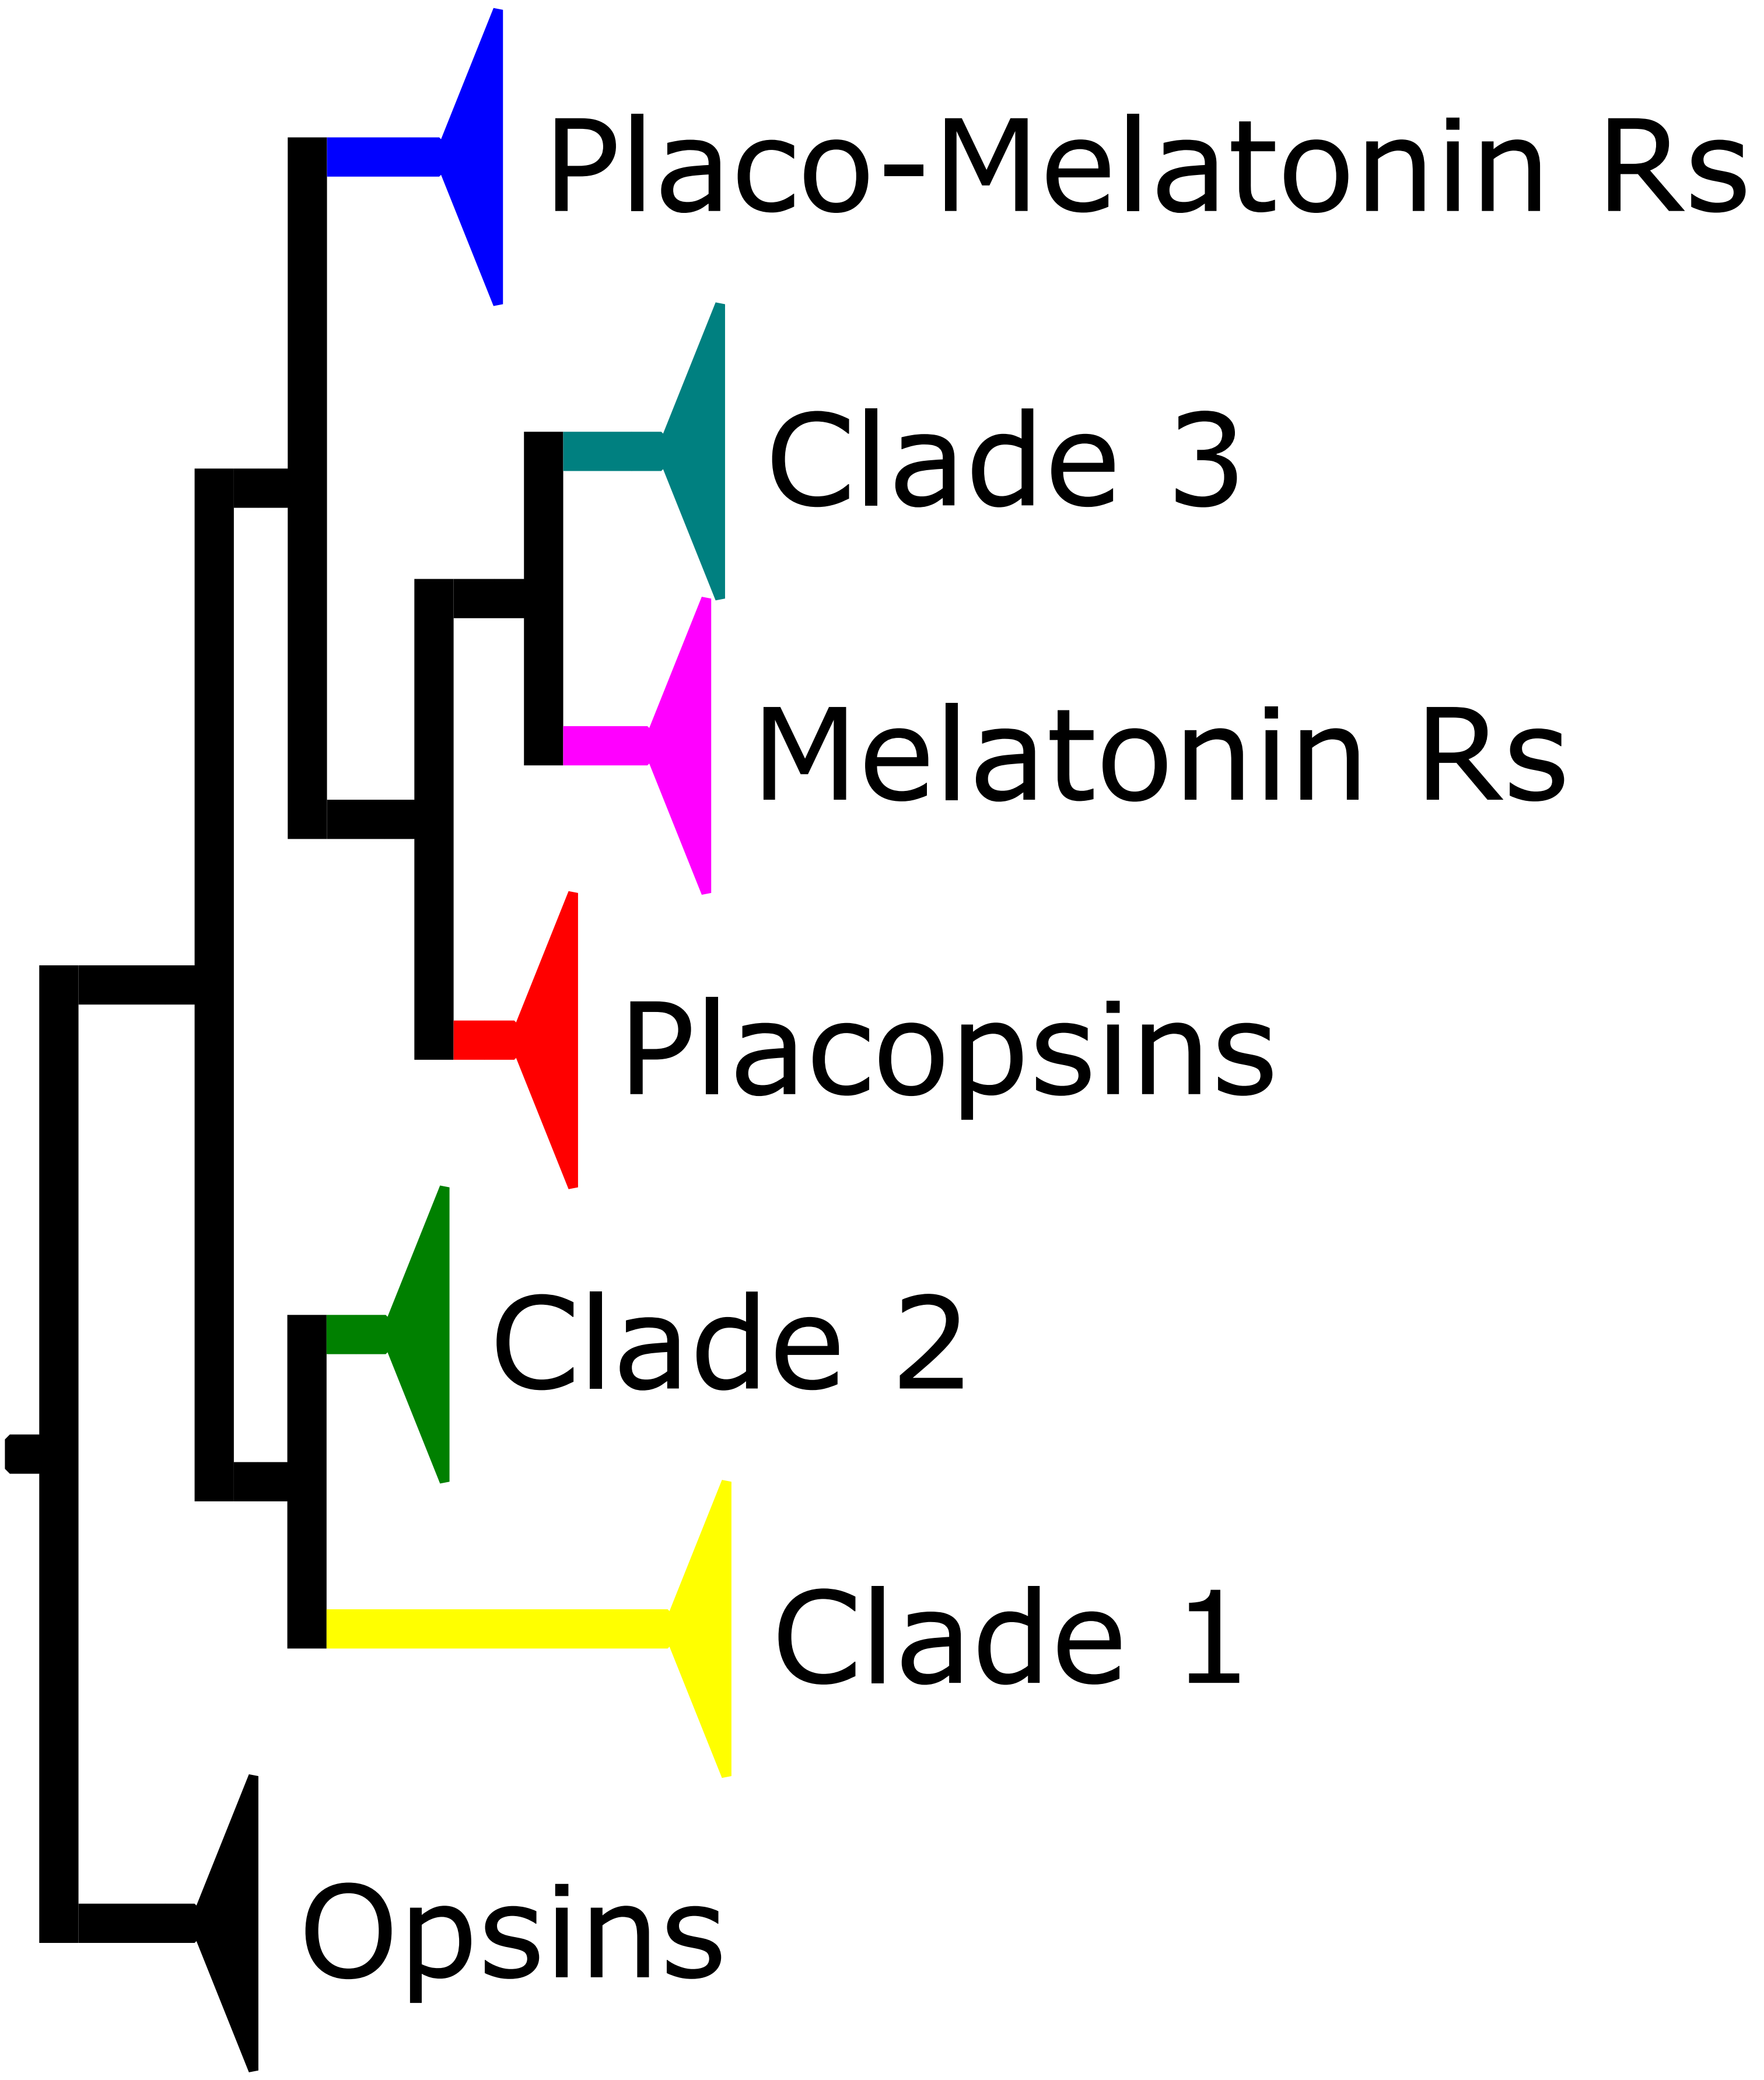 Placo-Melatonin Rs
Clade 3
Melatonin Rs
Placopsins
Clade 2
Clade 1
Opsins